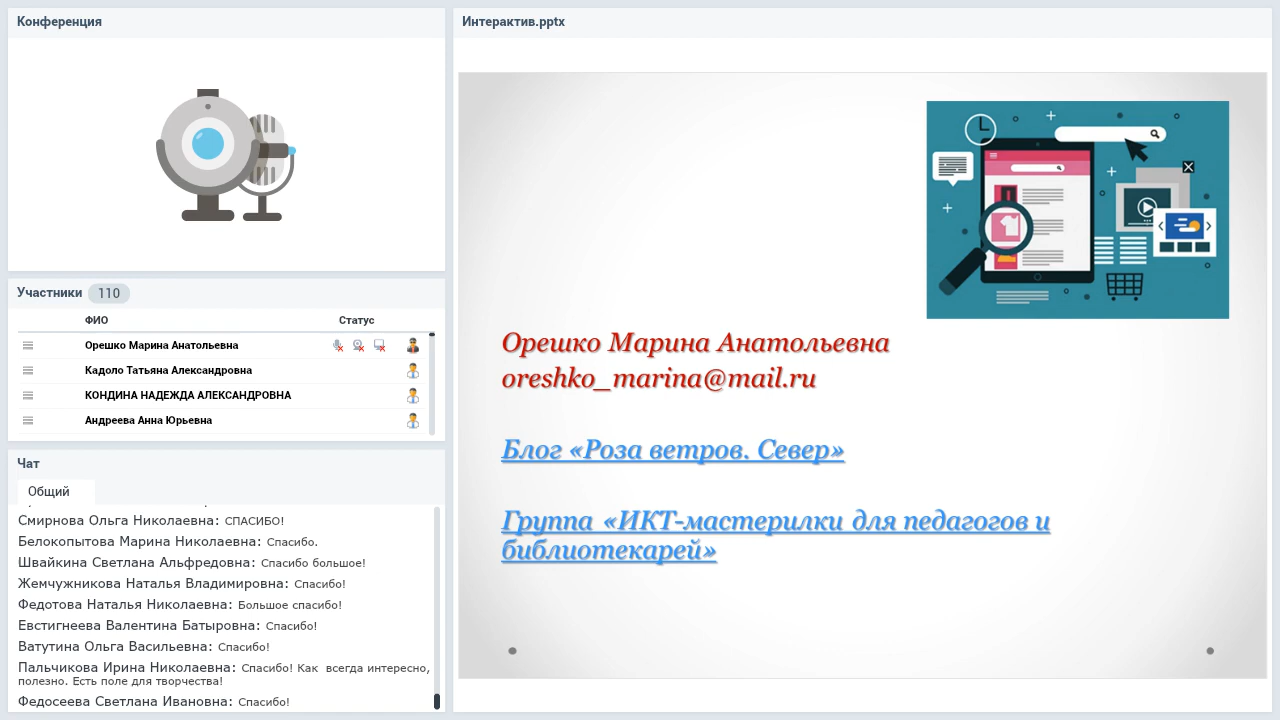 Конференция
Участники 110
ФИО Статус
Орешко Марина Анатольевна
Кадоло Татьяна Александровна
КОНДИНА НАДЕЖДА АЛЕКСАНДРОВНА
Андреева Анна Юрьевна
Чат
Общий
Смирнова Ольга Николаевна: СПАСИБО!
Белокопытова Марина Николаевна: Спасибо.
Швайкина Светлана Альфредовна: Спасибо большое!
Жемчужникова Наталья Владимировна: Спасибо!
Федотова Наталья Николаевна: Большое спасибо!
Евстигнеева Валентина Батыровна: Спасибо!
Ватутина Ольга Васильевна: Спасибо!
Пальчикова Ирина Николаевна: Спасибо! Как всегда интересно,
полезно. Есть поле для творчества!
Федосеева Светлана Ивановна: Спасибо!
Интерактив.pptx
Орешко Марина Анатольевна
oreshko_marina@mail.ru
Блог «Роза ветров. Север»
Группа «ИКТ-мастерилки для педагогов и
библиотекарей»